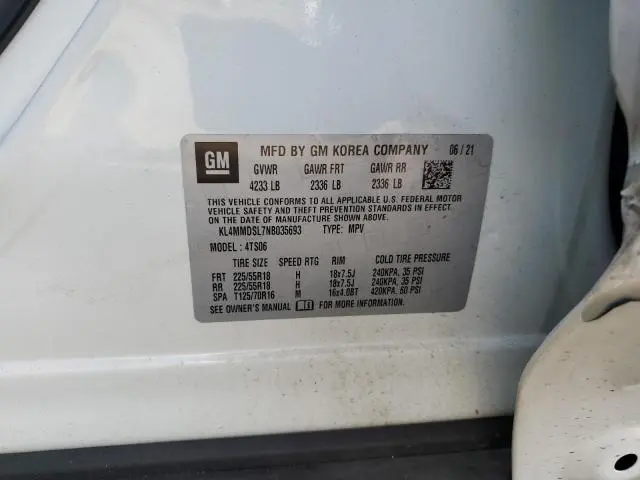 GM MFD BY GM KOREA COMPANY 06 / 21
GVWR GAWR FRT GAWR RR
4233 LB 2336 LB 2336 LB
THIS VEHICLE CONFORMS TO ALL APPLICABLE U.S. FEDERAL MOTOR
VEHICLE SAFETY AND THEFT PREVENTION STANDARDS IN EFFECT
ON THE DATE OF MANUFACTURE SHOWN ABOVE.
KL4MMDSL7NB035693 TYPE: MPV
MODEL: 4TS06
TIRE SIZE SPEED RTG RIM COLD TIRE PRESSURE
FRT 225/55R18 H 18x7.5J 240KPA, 35 PSI
RR 225/55R18 H 18x7.5J 240KPA, 35 PSI
SPA T125/70R16 M 16x4.0BT 420KPA, 60 PSI
SEE OWNER'S MANUAL FOR MORE INFORMATION.